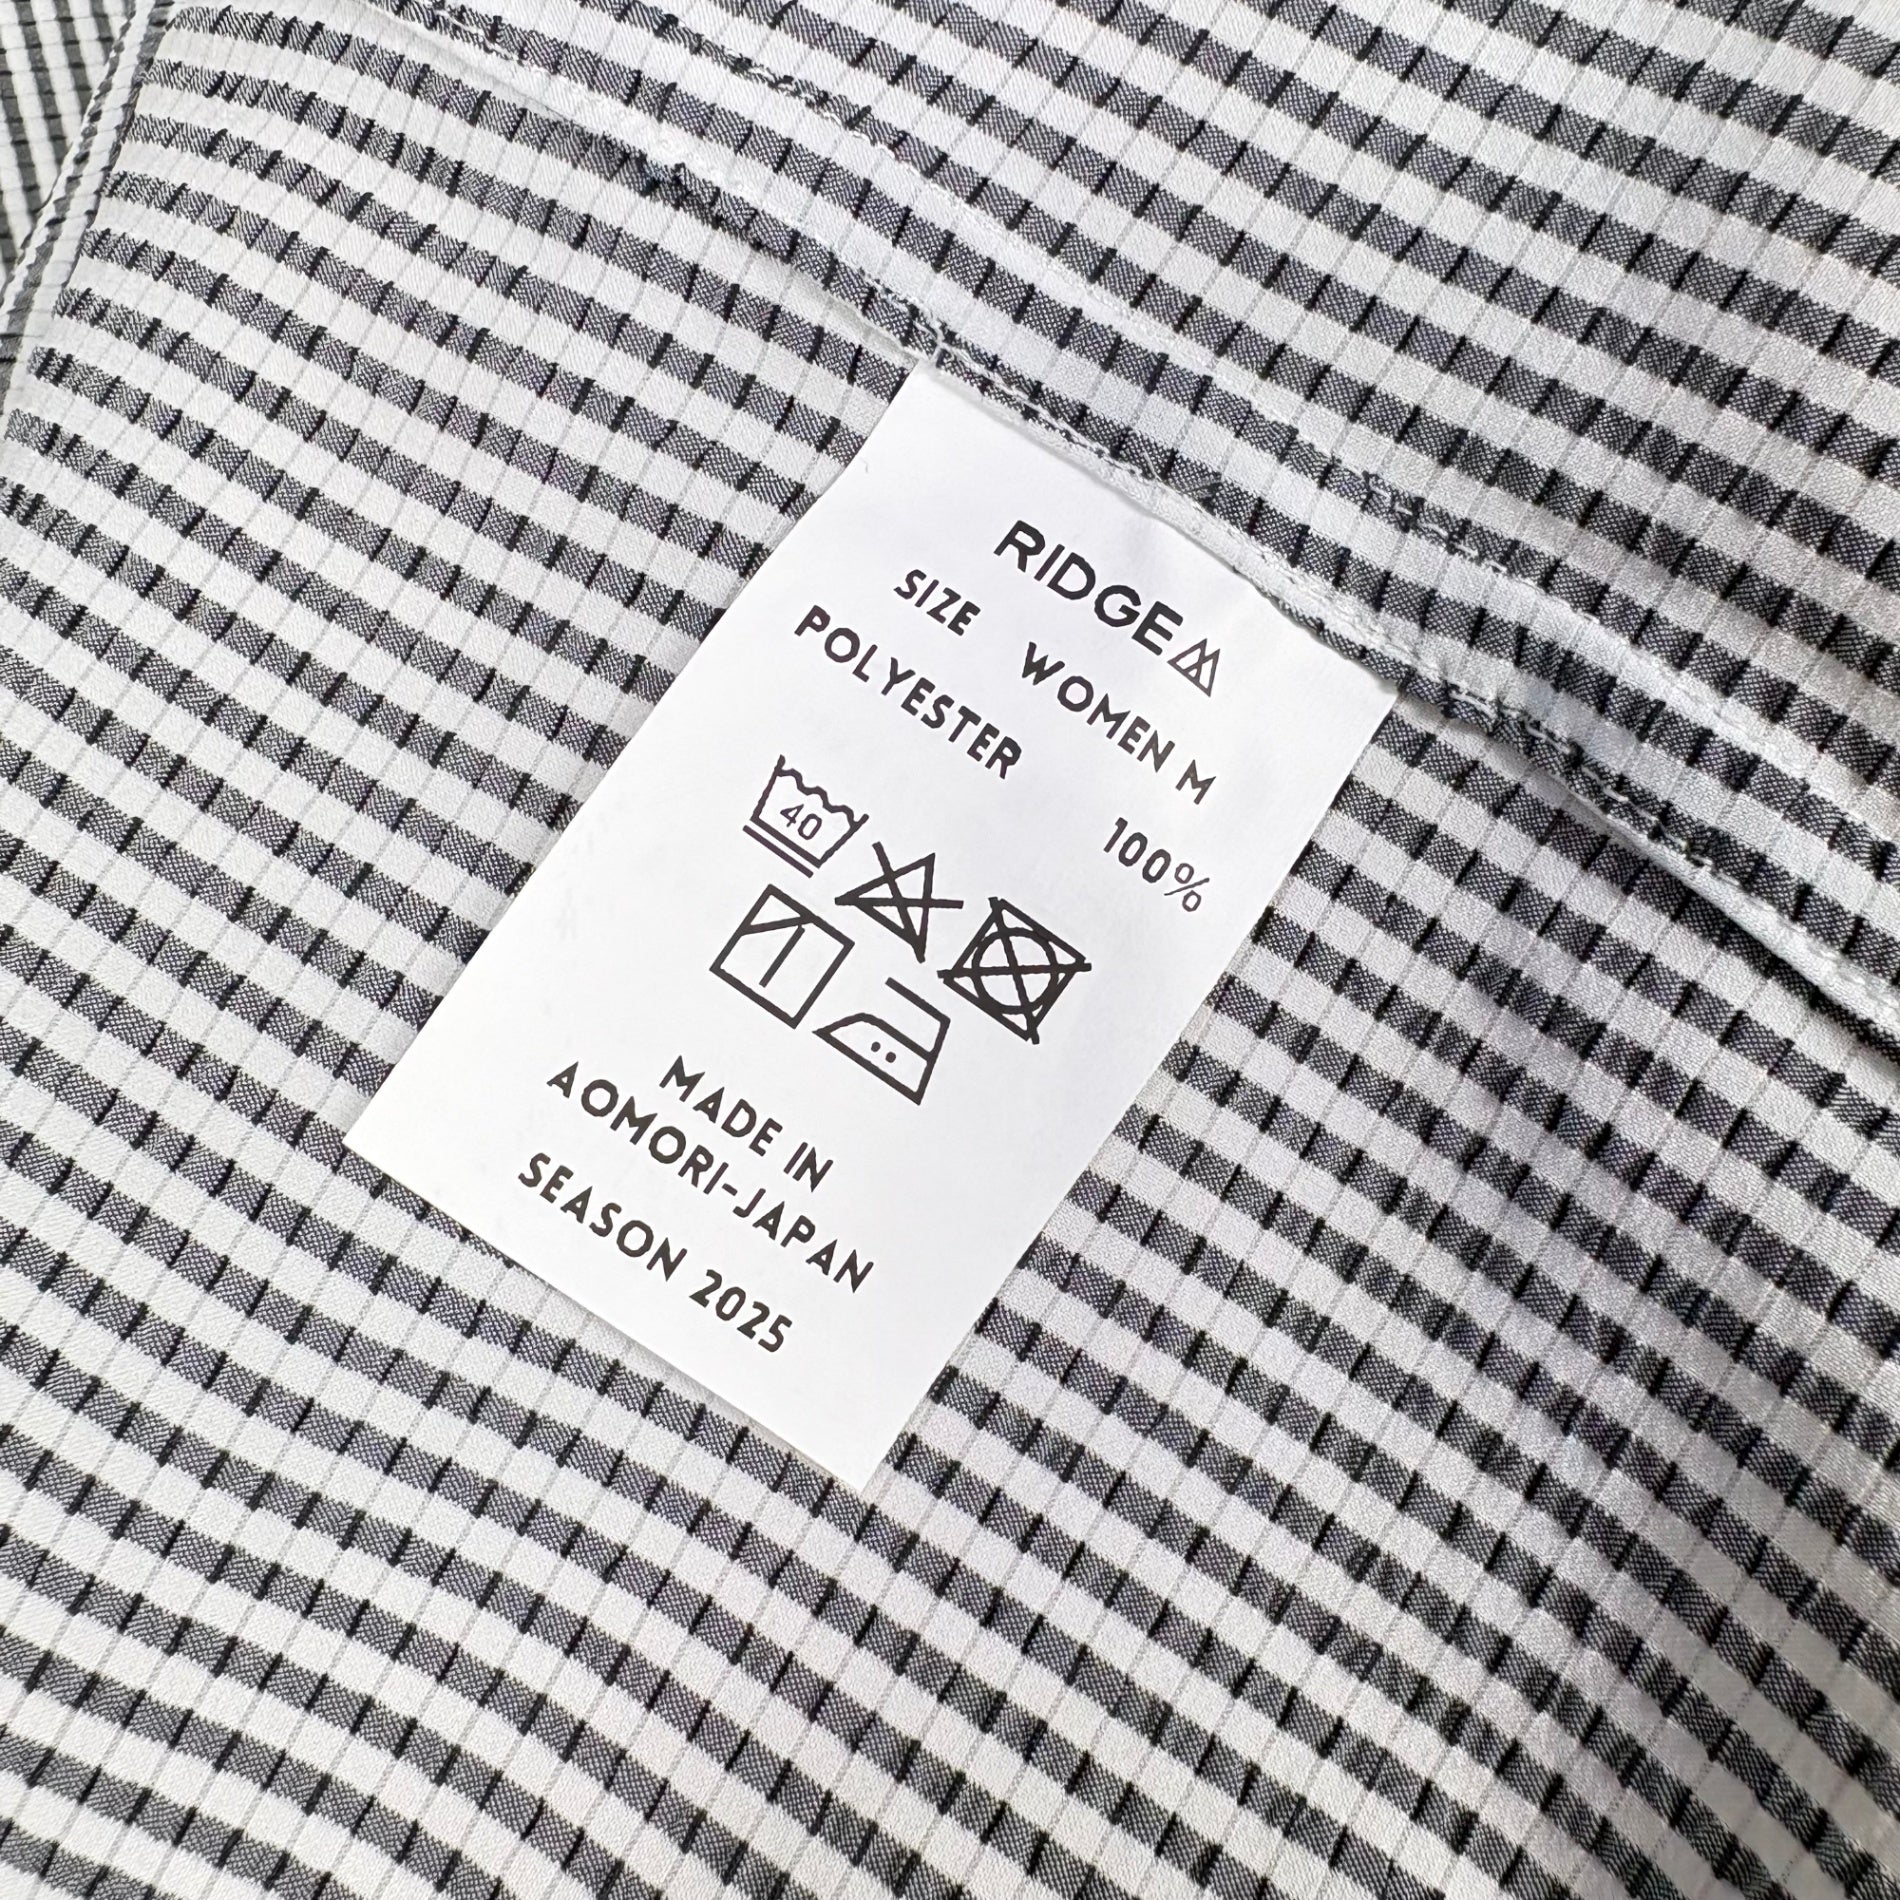 RIDGE
SIZE WOMEN M
POLYESTER 100%
40
MADE IN
AOMORI-JAPAN
SEASON 2025